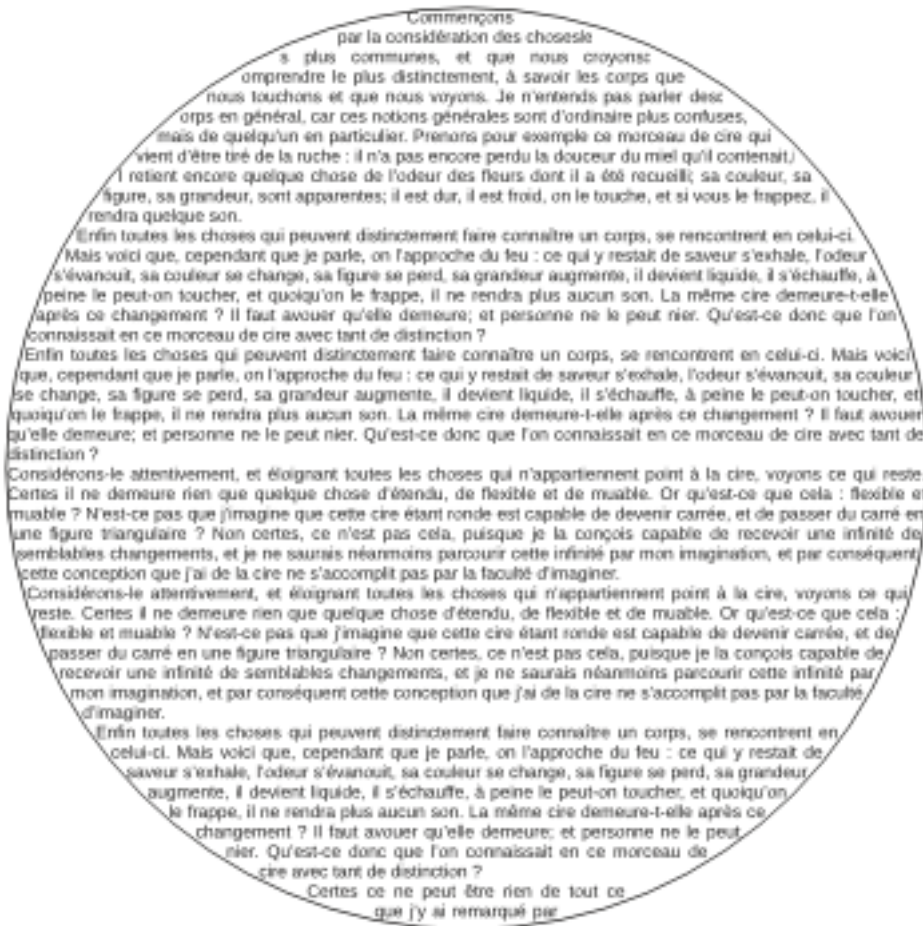 Commençons
par la considération des chosesle
s plus communes, et que nous croyonsc
omprendre le plus distinctement, à savoir les corps que
nous touchons et que nous voyons. Je n'entends pas parler desc
orps en général, car ces notions générales sont d'ordinaire plus confuses,
mais de quelqu'un en particulier. Prenons pour exemple ce morceau de cire qui
vient d'être tiré de la ruche : il n'a pas encore perdu la douceur du miel qu'il contenait,i
l retient encore quelque chose de l'odeur des fleurs dont il a été recueilli; sa couleur, sa
figure, sa grandeur, sont apparentes; il est dur, il est froid, on le touche, et si vous le frappez, il
rendra quelque son.
Enfin toutes les choses qui peuvent distinctement faire connaître un corps, se rencontrent en celui-ci.
Mais voici que, cependant que je parle, on l'approche du feu : ce qui y restait de saveur s'exhale, l'odeur
s'évanouit, sa couleur se change, sa figure se perd, sa grandeur augmente, il devient liquide, il s'échauffe, à
peine le peut-on toucher, et quoiqu'on le frappe, il ne rendra plus aucun son. La même cire demeure-t-elle
après ce changement ? Il faut avouer qu'elle demeure; et personne ne le peut nier. Qu'est-ce donc que l'on
connaissait en ce morceau de cire avec tant de distinction ?
Enfin toutes les choses qui peuvent distinctement faire connaître un corps, se rencontrent en celui-ci. Mais voici
que, cependant que je parle, on l'approche du feu : ce qui y restait de saveur s'exhale, l'odeur s'évanouit, sa couleur
se change, sa figure se perd, sa grandeur augmente, il devient liquide, il s'échauffe, à peine le peut-on toucher, et
quoiqu'on le frappe, il ne rendra plus aucun son. La même cire demeure-t-elle après ce changement ? Il faut avouer
qu'elle demeure; et personne ne le peut nier. Qu'est-ce donc que l'on connaissait en ce morceau de cire avec tant de
distinction ?
Considérons-le attentivement, et éloignant toutes les choses qui n'appartiennent point à la cire, voyons ce qui reste
Certes il ne demeure rien que quelque chose d'étendu, de flexible et de muable. Or qu'est-ce que cela : flexible et
muable ? N'est-ce pas que j'imagine que cette cire étant ronde est capable de devenir carrée, et de passer du carré en
une figure triangulaire ? Non certes, ce n'est pas cela, puisque je la conçois capable de recevoir une infinité de
semblables changements, et je ne saurais néanmoins parcourir cette infinité par mon imagination, et par conséquent
cette conception que j'ai de la cire ne s'accomplit pas par la faculté d'imaginer.
Considérons-le attentivement, et éloignant toutes les choses qui n'appartiennent point à la cire, voyons ce qui
reste. Certes il ne demeure rien que quelque chose d'étendu, de flexible et de muable. Or qu'est-ce que cela :
flexible et muable ? N'est-ce pas que j'imagine que cette cire étant ronde est capable de devenir carrée, et de
passer du carré en une figure triangulaire ? Non certes, ce n'est pas cela, puisque je la conçois capable de
recevoir une infinité de semblables changements, et je ne saurais néanmoins parcourir cette infinité par
mon imagination, et par conséquent cette conception que j'ai de la cire ne s'accomplit pas par la faculté
d'imaginer.
Enfin toutes les choses qui peuvent distinctement faire connaître un corps, se rencontrent en
celui-ci. Mais voici que, cependant que je parle, on l'approche du feu : ce qui y restait de
saveur s'exhale, l'odeur s'évanouit, sa couleur se change, sa figure se perd, sa grandeur
augmente, il devient liquide, il s'échauffe, à peine le peut-on toucher, et quoiqu'on
le frappe, il ne rendra plus aucun son. La même cire demeure-t-elle après ce
changement ? Il faut avouer qu'elle demeure; et personne ne le peut
nier. Qu'est-ce donc que l'on connaissait en ce morceau de
cire avec tant de distinction ?
Certes ce ne peut être rien de tout ce
que j'y ai remarqué par